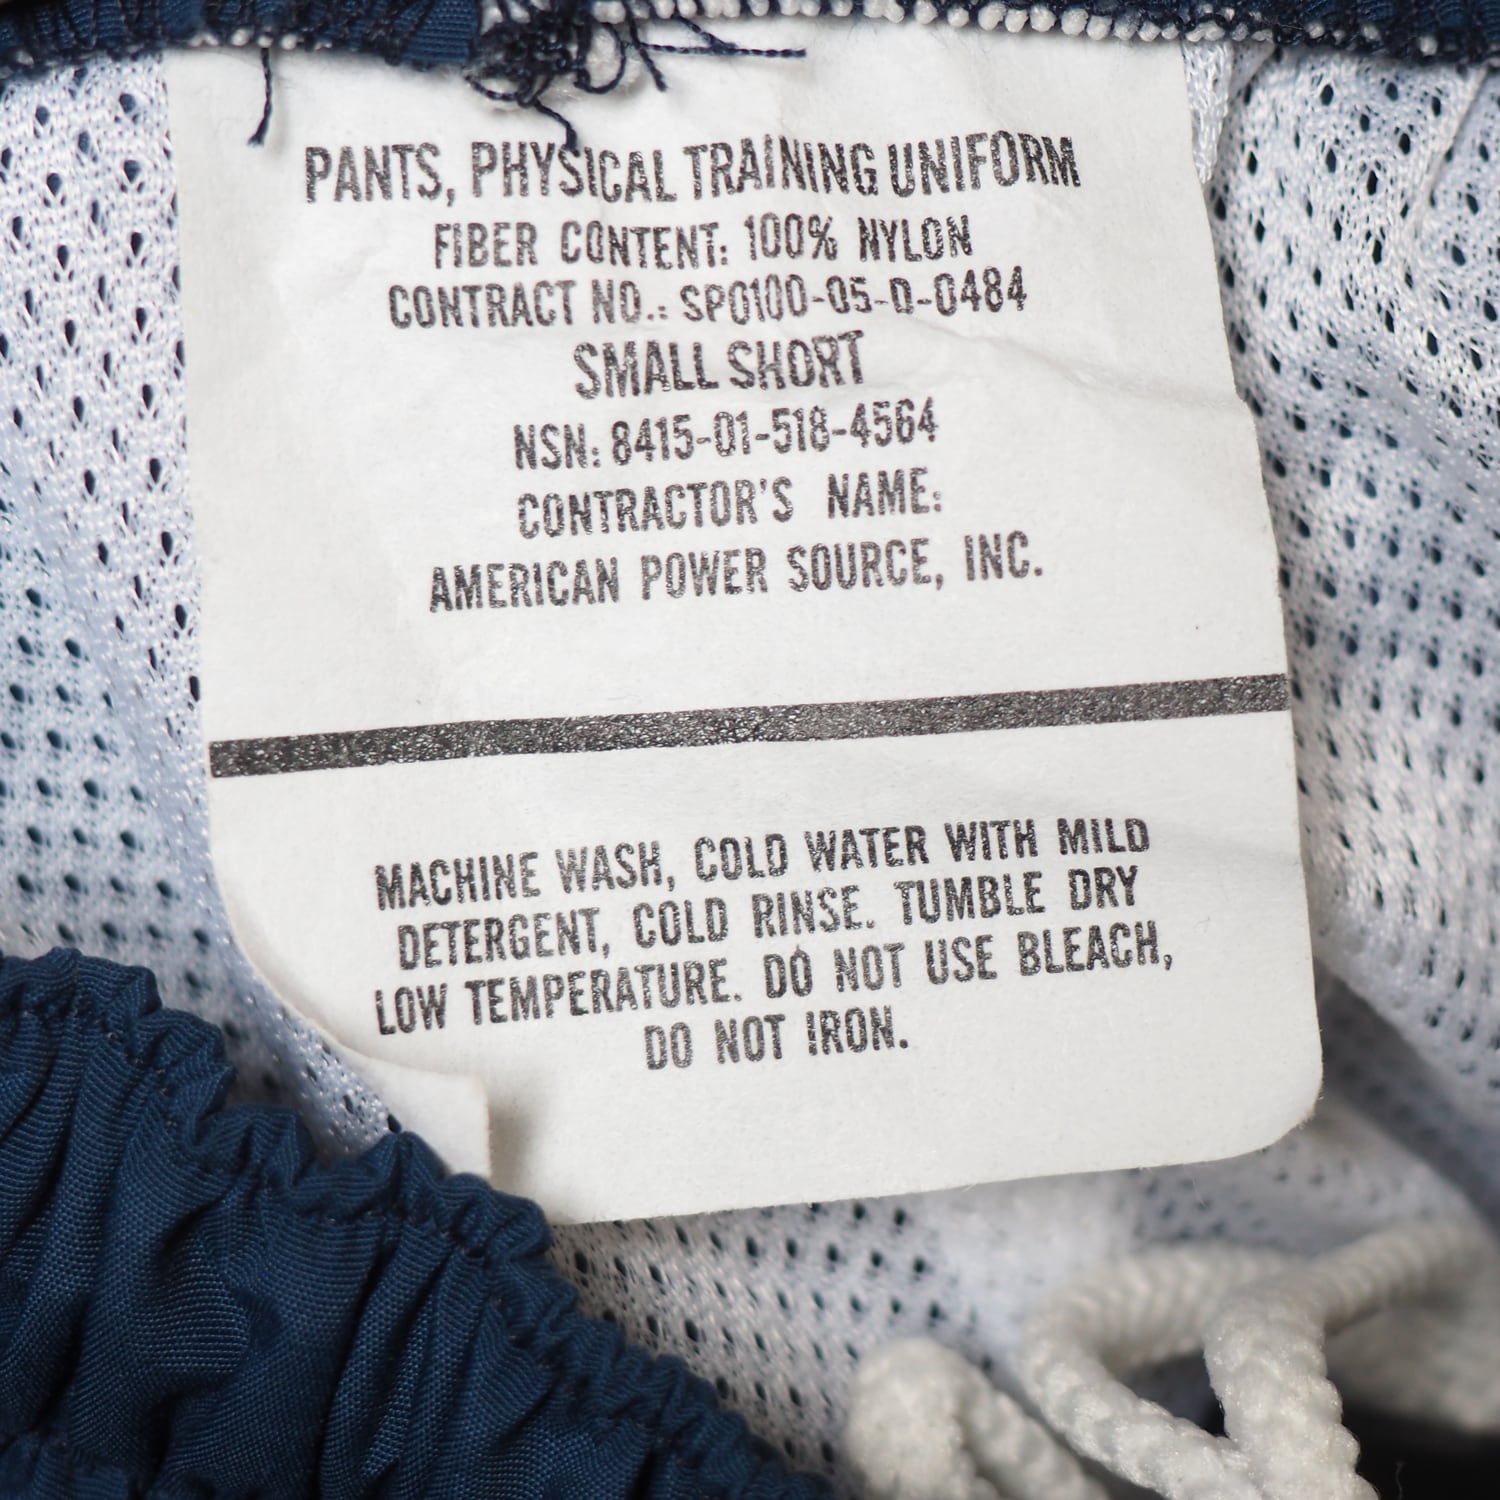 PANTS, PHYSICAL TRAINING UNIFORM
FIBER CONTENT: 100% NYLON
CONTRACT NO.: SP0100-05-D-0484
SMALL SHORT
NSN: 8415-01-518-4564
CONTRACTOR'S NAME:
AMERICAN POWER SOURCE, INC.
MACHINE WASH, COLD WATER WITH MILD
DETERGENT, COLD RINSE. TUMBLE DRY
LOW TEMPERATURE. DO NOT USE BLEACH,
DO NOT IRON.